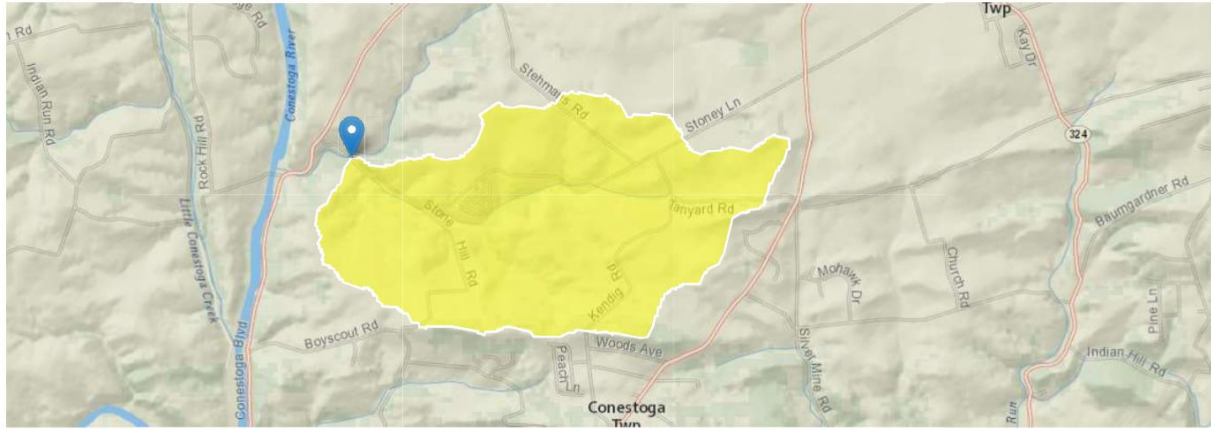 Twp
Kay Dr
Conestoga River
Indian Run Rd
Stehmans Rd
Stoney Ln
Rock Hill Rd
324
Baumgardner Rd
Little Conestoga Creek
Stone
Hill Rd
Tanyard Rd
Church Rd
Mohawk Dr
Kendig
Rd
Pine Ln
Boyscout Rd
Conestoga Blvd
Woods Ave
Peach
Ln
Silver Mine Rd
Indian Hill Rd
Run
Conestoga
Twp